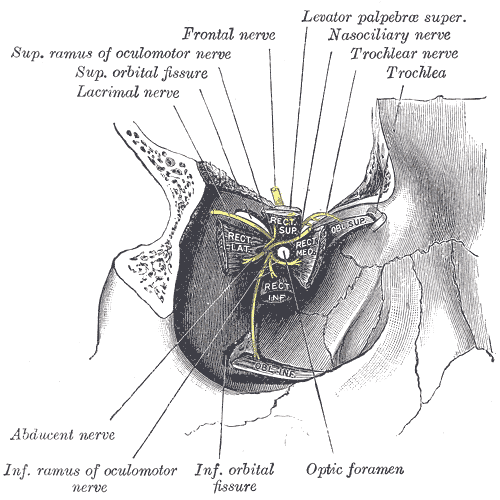 Levator palpebræ super.
Frontal nerve
Nasociliary nerve
Sup. ramus of oculomotor nerve
Trochlear nerve
Sup. orbital fissure
Trochlea
Lacrimal nerve
RECT.
SUP.
OBL.SUP.
RECT.
LAT.
RECT.
MED.
RECT.
INF.
OBL.INF.
Abducent nerve
Inf. ramus of oculomotor
nerve
Inf. orbital
fissure
Optic foramen